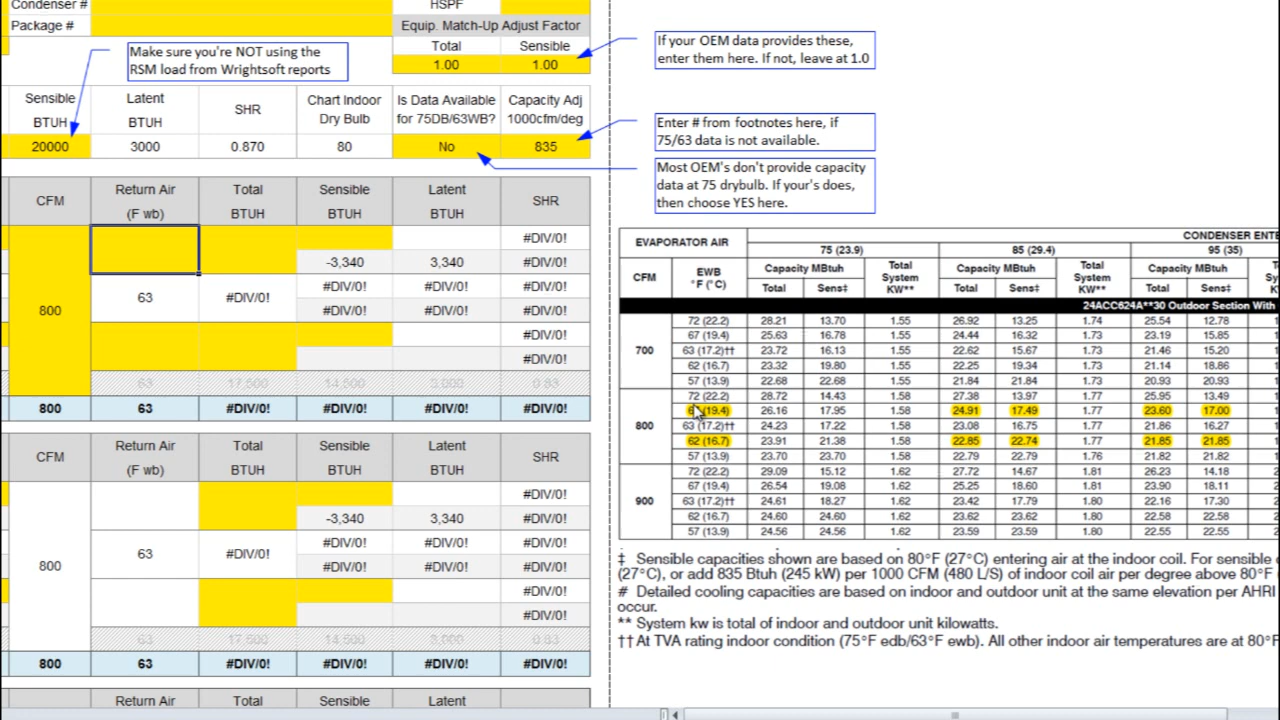 Condenser #
HSPF
Package #
Equip. Match-Up Adjust Factor
Total Sensible
1.00 1.00
Make sure you're NOT using the
RSM load from Wrightsoft reports
If your OEM data provides these,
enter them here. If not, leave at 1.0
Sensible Latent SHR Chart Indoor Is Data Available Capacity Adj
BTUH BTUH Dry Bulb for 75DB/63WB? 1000cfm/deg
20000 3000 0.870 80 No 835
Enter # from footnotes here, if
75/63 data is not available.
Most OEM's don't provide capacity
data at 75 drybulb. If your's does,
then choose YES here.
CFM Return Air Total Sensible Latent SHR
(F wb) BTUH BTUH BTUH
#DIV/0!
-3,340 3,340 #DIV/0!
800 63 #DIV/0! #DIV/0! #DIV/0! #DIV/0!
#DIV/0! #DIV/0! #DIV/0!
#DIV/0!
#DIV/0!
63 17,500 14,500 3,000 0.83
800 63 #DIV/0! #DIV/0! #DIV/0! #DIV/0!
CFM Return Air Total Sensible Latent SHR
(F wb) BTUH BTUH BTUH
#DIV/0!
-3,340 3,340 #DIV/0!
800 63 #DIV/0! #DIV/0! #DIV/0! #DIV/0!
#DIV/0! #DIV/0! #DIV/0!
#DIV/0!
#DIV/0!
63 17,500 14,500 3,000 0.83
800 63 #DIV/0! #DIV/0! #DIV/0! #DIV/0!
Return Air Total Sensible Latent
EVAPORATOR AIR CONDENSER ENTE
75 (23.9) 85 (29.4) 95 (35)
CFM EWB °F (°C) Capacity MBtuh Total System KW** Capacity MBtuh Total System KW** Capacity MBtuh
Total Sens‡ Total Sens‡ Total Sens‡
24ACC624A**30 Outdoor Section With
700
72 (22.2) 28.21 13.70 1.55 26.92 13.25 1.74 25.54 12.78
67 (19.4) 25.63 16.78 1.55 24.44 16.32 1.73 23.19 15.85
63 (17.2)†† 23.72 16.13 1.55 22.62 15.67 1.73 21.46 15.20
62 (16.7) 23.32 19.80 1.55 22.25 19.34 1.73 21.14 18.86
57 (13.9) 22.68 22.68 1.55 21.84 21.84 1.73 20.93 20.93
800
72 (22.2) 28.72 14.43 1.58 27.38 13.97 1.77 25.95 13.49
(19.4) 26.16 17.95 1.58 24.91 17.49 1.77 23.60 17.00
63 (17.2)†† 24.23 17.22 1.58 23.08 16.75 1.77 21.86 16.27
62 (16.7) 23.91 21.38 1.58 22.85 22.74 1.77 21.85 21.85
57 (13.9) 23.70 23.70 1.58 22.79 22.79 1.76 21.82 21.82
900
72 (22.2) 29.09 15.12 1.62 27.72 14.67 1.81 26.23 14.18
67 (19.4) 26.54 19.08 1.62 25.25 18.60 1.81 23.90 18.11
63 (17.2)†† 24.61 18.27 1.62 23.42 17.79 1.80 22.16 17.30
62 (16.7) 24.60 24.60 1.62 23.62 23.62 1.80 22.58 22.58
57 (13.9) 24.56 24.56 1.62 23.59 23.59 1.80 22.55 22.55
‡ Sensible capacities shown are based on 80°F (27°C) entering air at the indoor coil. For sensible
(27°C), or add 835 Btuh (245 kW) per 1000 CFM (480 L/S) of indoor coil air per degree above 80°F
# Detailed cooling capacities are based on indoor and outdoor unit at the same elevation per AHRI
occur.
** System kw is total of indoor and outdoor unit kilowatts.
††At TVA rating indoor condition (75°F edb/63°F ewb). All other indoor air temperatures are at 80°F